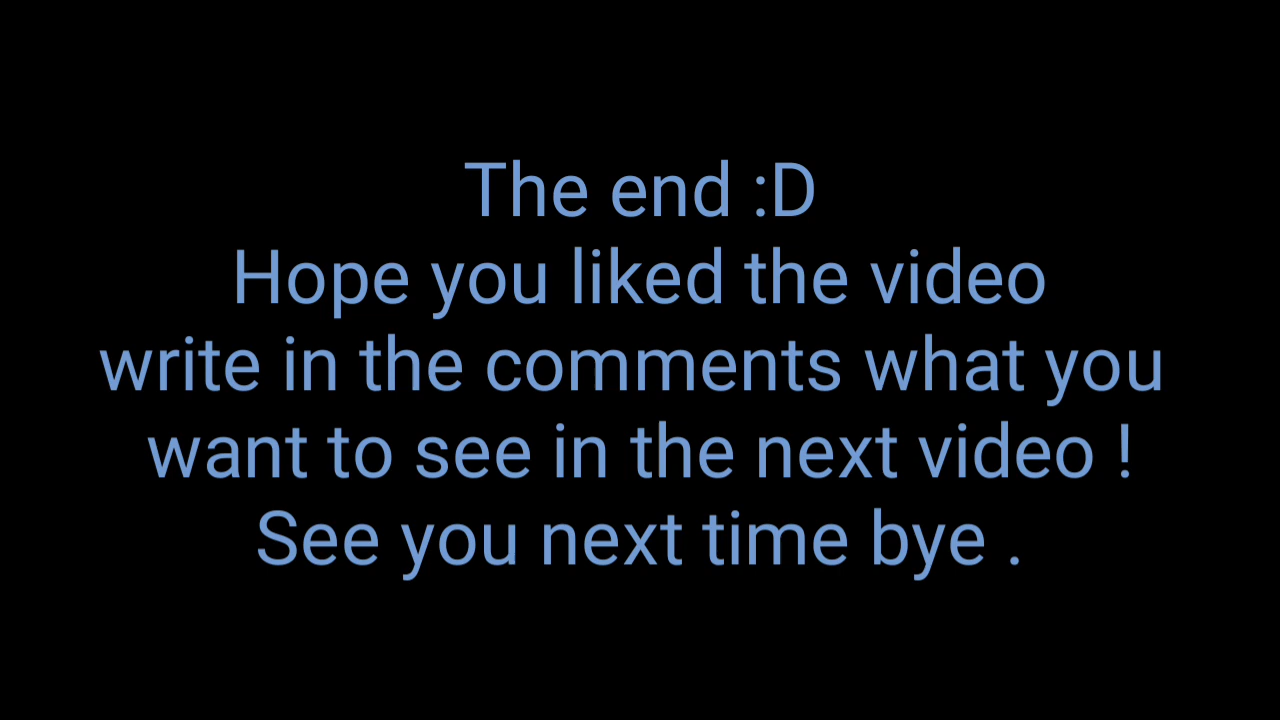 The end :D
Hope you liked the video
write in the comments what you
want to see in the next video !
See you next time bye .